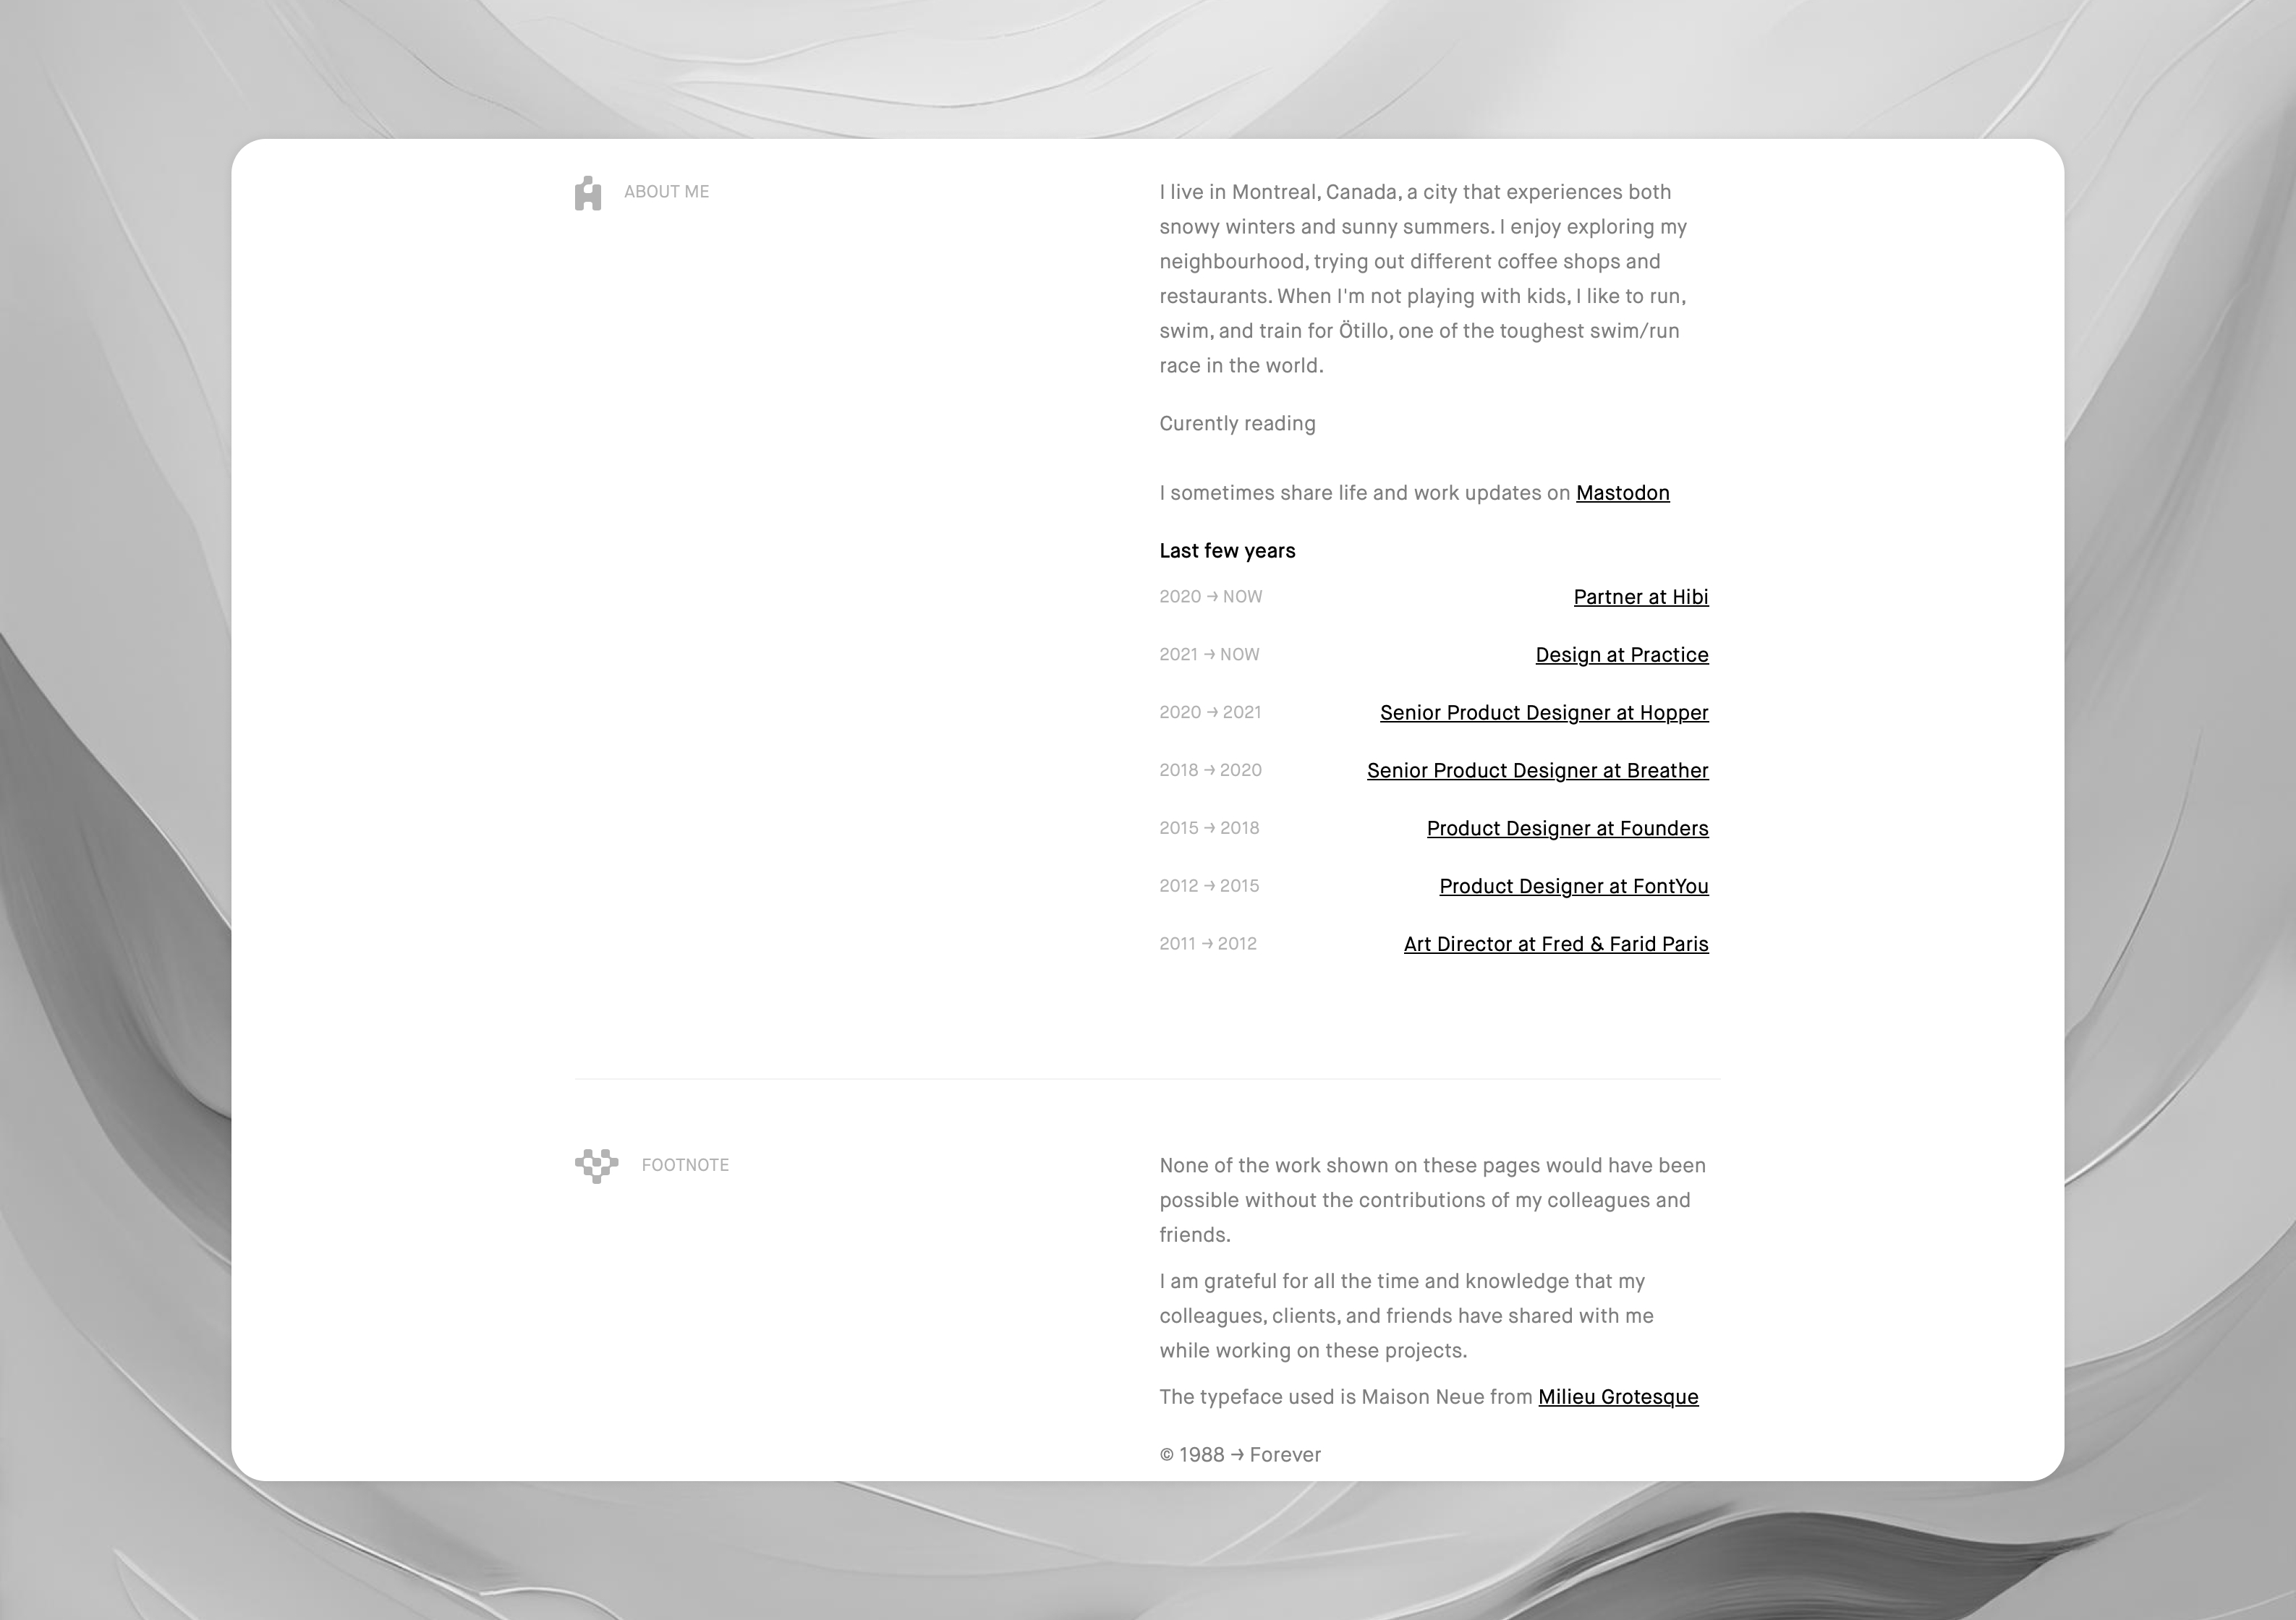 ABOUT ME
I live in Montreal, Canada, a city that experiences both
snowy winters and sunny summers. I enjoy exploring my
neighbourhood, trying out different coffee shops and
restaurants. When I'm not playing with kids, I like to run,
swim, and train for Ötillo, one of the toughest swim/run
race in the world.
Curently reading
I sometimes share life and work updates on Mastodon
Last few years
2020 → NOW Partner at Hibi
2021 → NOW Design at Practice
2020 → 2021 Senior Product Designer at Hopper
2018 → 2020 Senior Product Designer at Breather
2015 → 2018 Product Designer at Founders
2012 → 2015 Product Designer at FontYou
2011 → 2012 Art Director at Fred & Farid Paris
FOOTNOTE
None of the work shown on these pages would have been
possible without the contributions of my colleagues and
friends.
I am grateful for all the time and knowledge that my
colleagues, clients, and friends have shared with me
while working on these projects.
The typeface used is Maison Neue from Milieu Grotesque
© 1988 → Forever